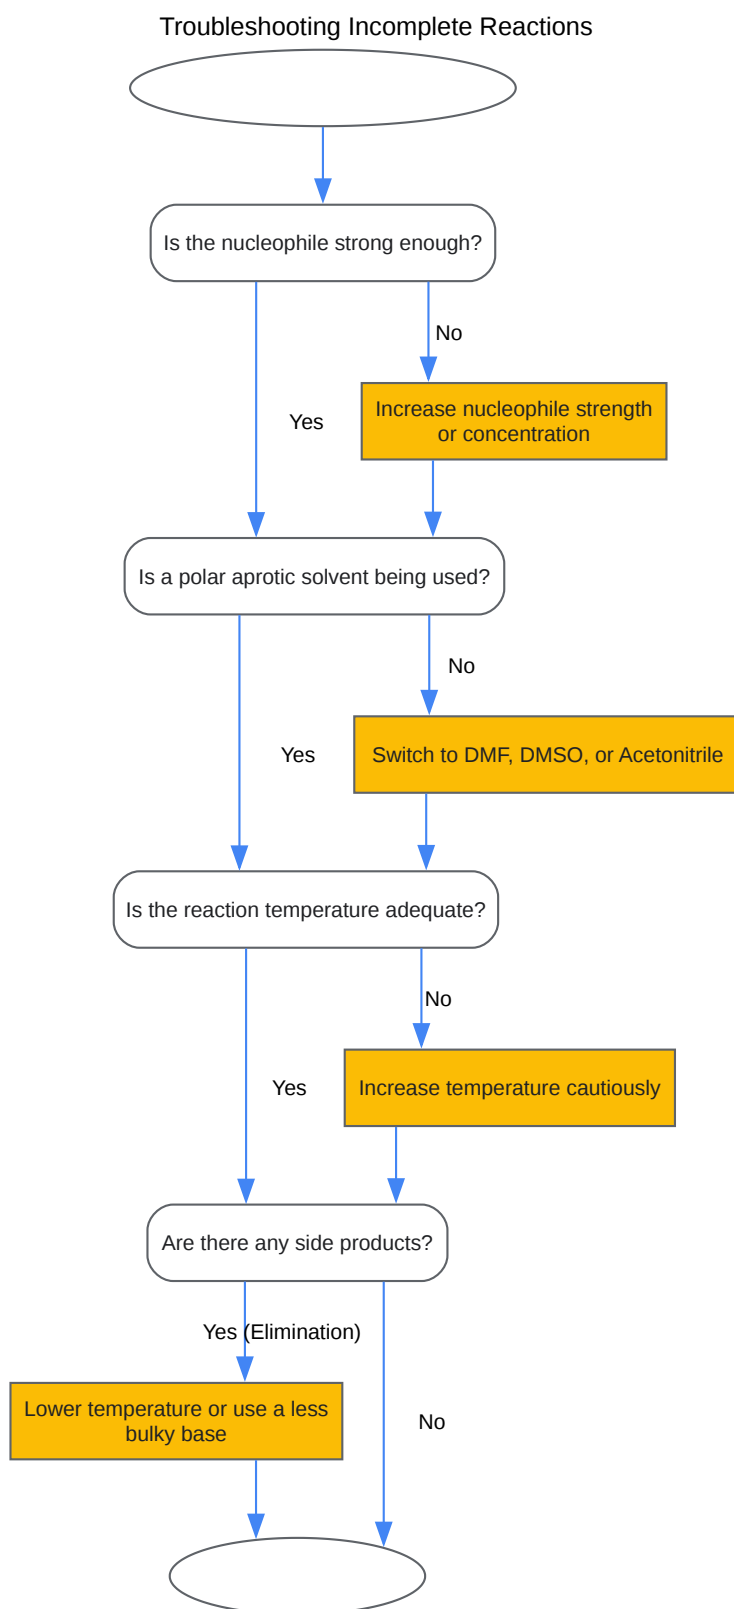 Troubleshooting Incomplete Reactions
Is the nucleophile strong enough?
No
Yes
Increase nucleophile strength
or concentration
Is a polar aprotic solvent being used?
No
Yes
Switch to DMF, DMSO, or Acetonitrile
Is the reaction temperature adequate?
No
Yes
Increase temperature cautiously
Are there any side products?
Yes (Elimination)
Lower temperature or use a less
bulky base
No